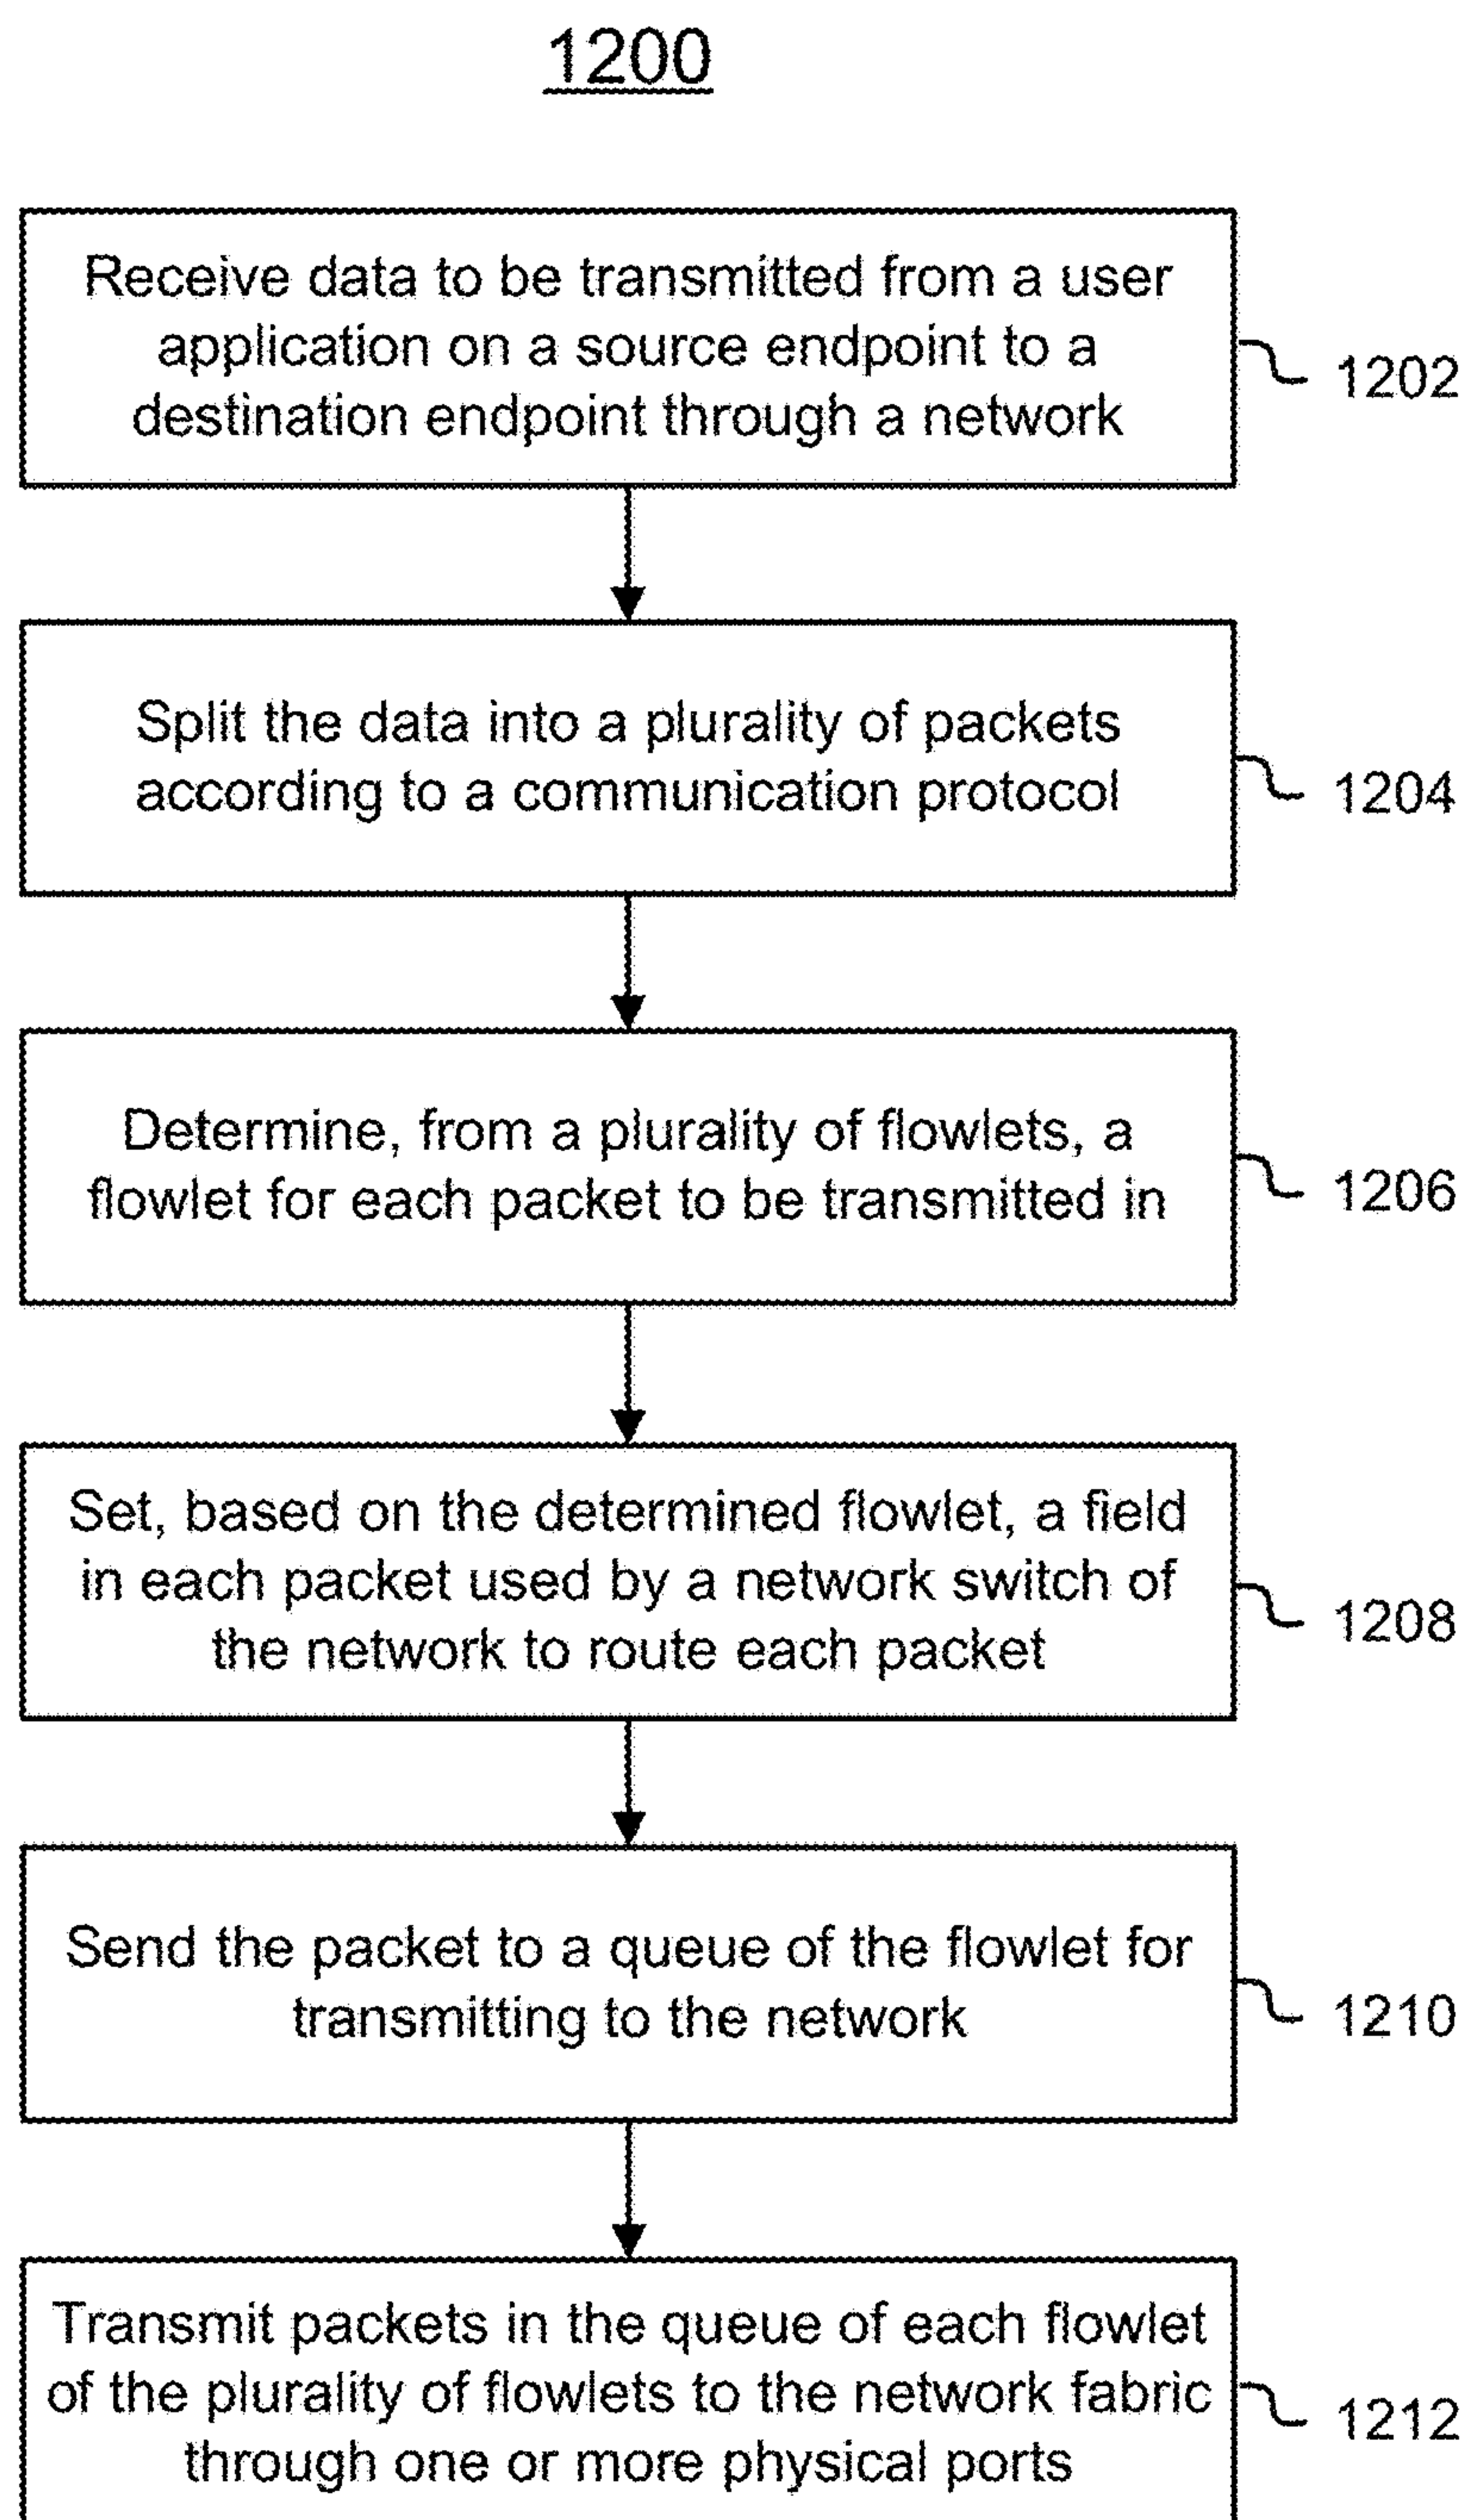 1200
Receive data to be transmitted from a user
application on a source endpoint to a
destination endpoint through a network
1202
Split the data into a plurality of packets
according to a communication protocol
1204
Determine, from a plurality of flowlets, a
flowlet for each packet to be transmitted in
1206
Set, based on the determined flowlet, a field
in each packet used by a network switch of
the network to route each packet
1208
Send the packet to a queue of the flowlet for
transmitting to the network
1210
Transmit packets in the queue of each flowlet
of the plurality of flowlets to the network fabric
through one or more physical ports
1212